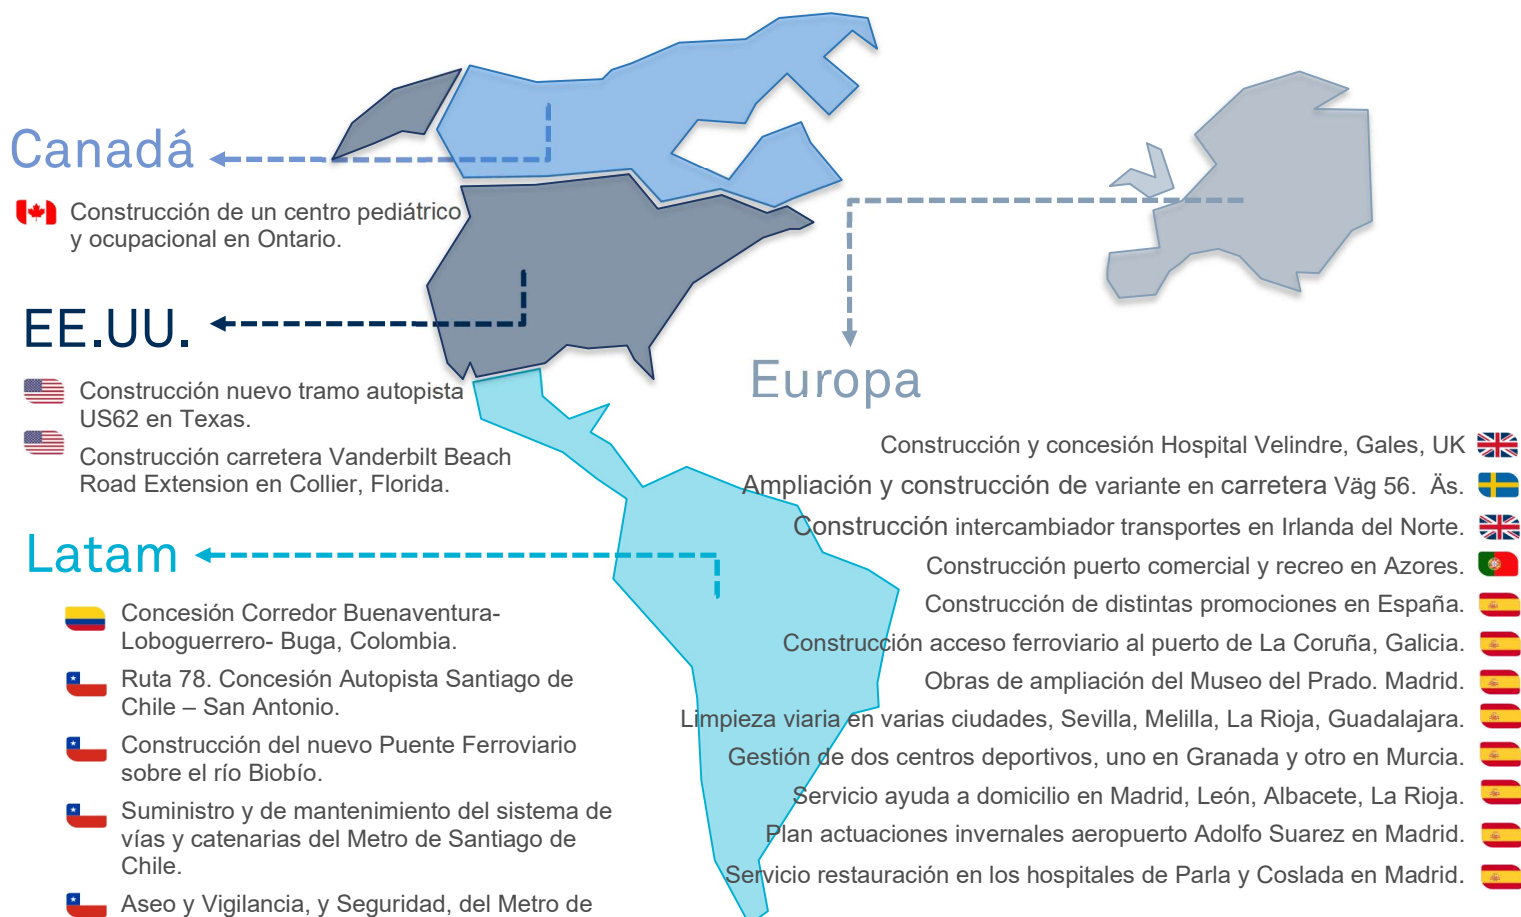 Canadá
Construcción de un centro pediátrico
y ocupacional en Ontario.
EE.UU.
Construcción nuevo tramo autopista
US62 en Texas.
Construcción carretera Vanderbilt Beach
Road Extension en Collier, Florida.
Latam
Concesión Corredor Buenaventura-
Loboguerrero- Buga, Colombia.
Ruta 78. Concesión Autopista Santiago de
Chile – San Antonio.
Construcción del nuevo Puente Ferroviario
sobre el río Biobío.
Suministro y de mantenimiento del sistema de
vías y catenarias del Metro de Santiago de
Chile.
Aseo y Vigilancia, y Seguridad, del Metro de
Europa
Construcción y concesión Hospital Velindre, Gales, UK
Ampliación y construcción de variante en carretera Väg 56.  Äs.
Construcción intercambiador transportes en Irlanda del Norte.
Construcción puerto comercial y recreo en Azores.
Construcción de distintas promociones en España.
Construcción acceso ferroviario al puerto de La Coruña, Galicia.
Obras de ampliación del Museo del Prado. Madrid.
Limpieza viaria en varias ciudades, Sevilla, Melilla, La Rioja, Guadalajara.
Gestión de dos centros deportivos, uno en Granada y otro en Murcia.
Servicio ayuda a domicilio en Madrid, León, Albacete, La Rioja.
Plan actuaciones invernales aeropuerto Adolfo Suarez en Madrid.
Servicio restauración en los hospitales de Parla y Coslada en Madrid.